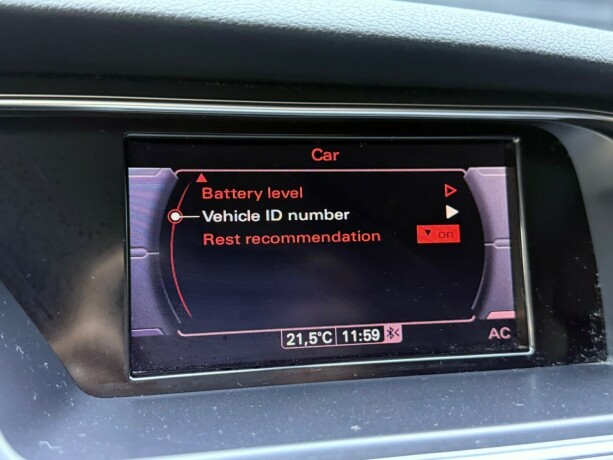 Car
Battery level
Vehicle ID number
Rest recommendation on
21,5°C 11:59
AC